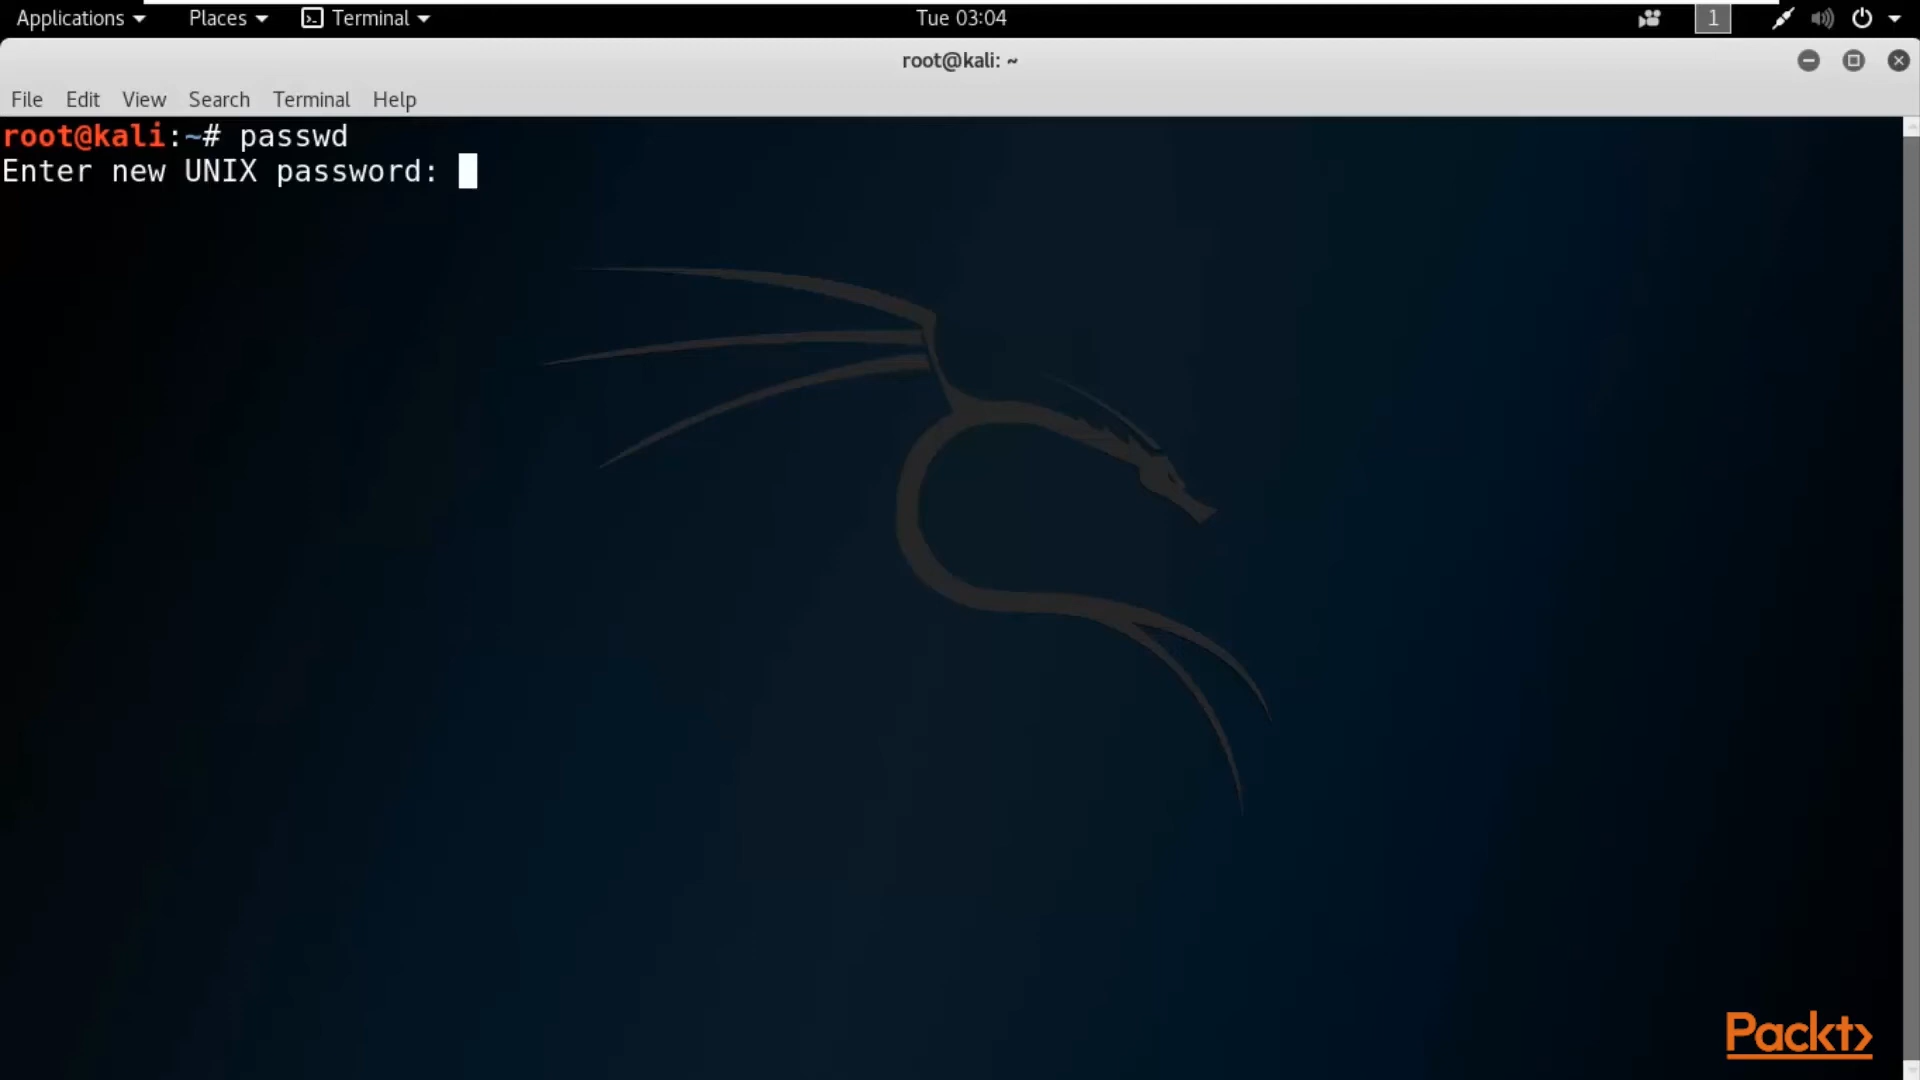 Applications Places Terminal Tue 03:04 1
root@kali: ~
File Edit View Search Terminal Help
root@kali:~# passwd
Enter new UNIX password:
Packt>